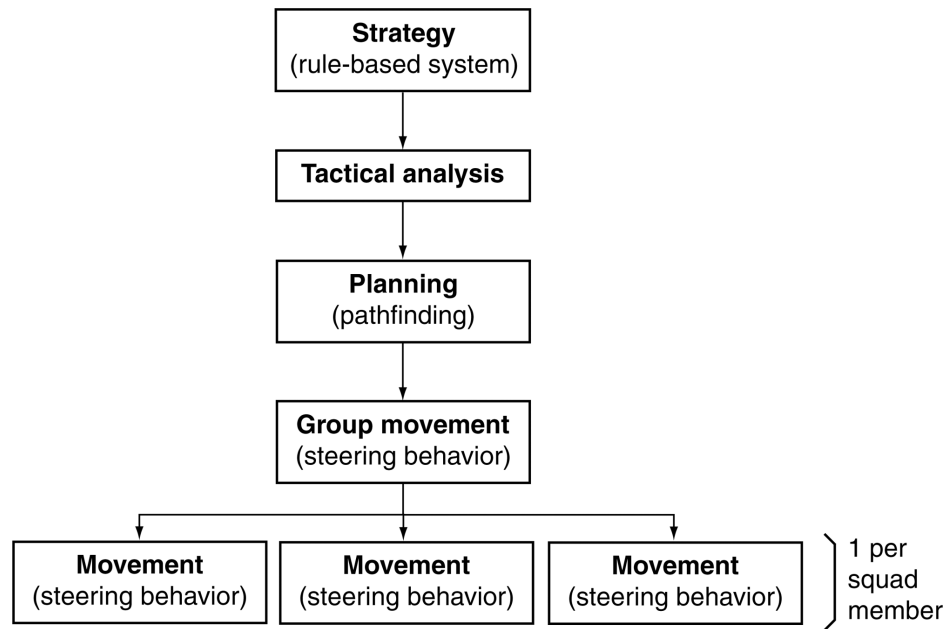 Strategy
(rule-based system)
Tactical analysis
Planning
(pathfinding)
Group movement
(steering behavior)
Movement
(steering behavior)
Movement
(steering behavior)
Movement
(steering behavior)
1 per
squad
member